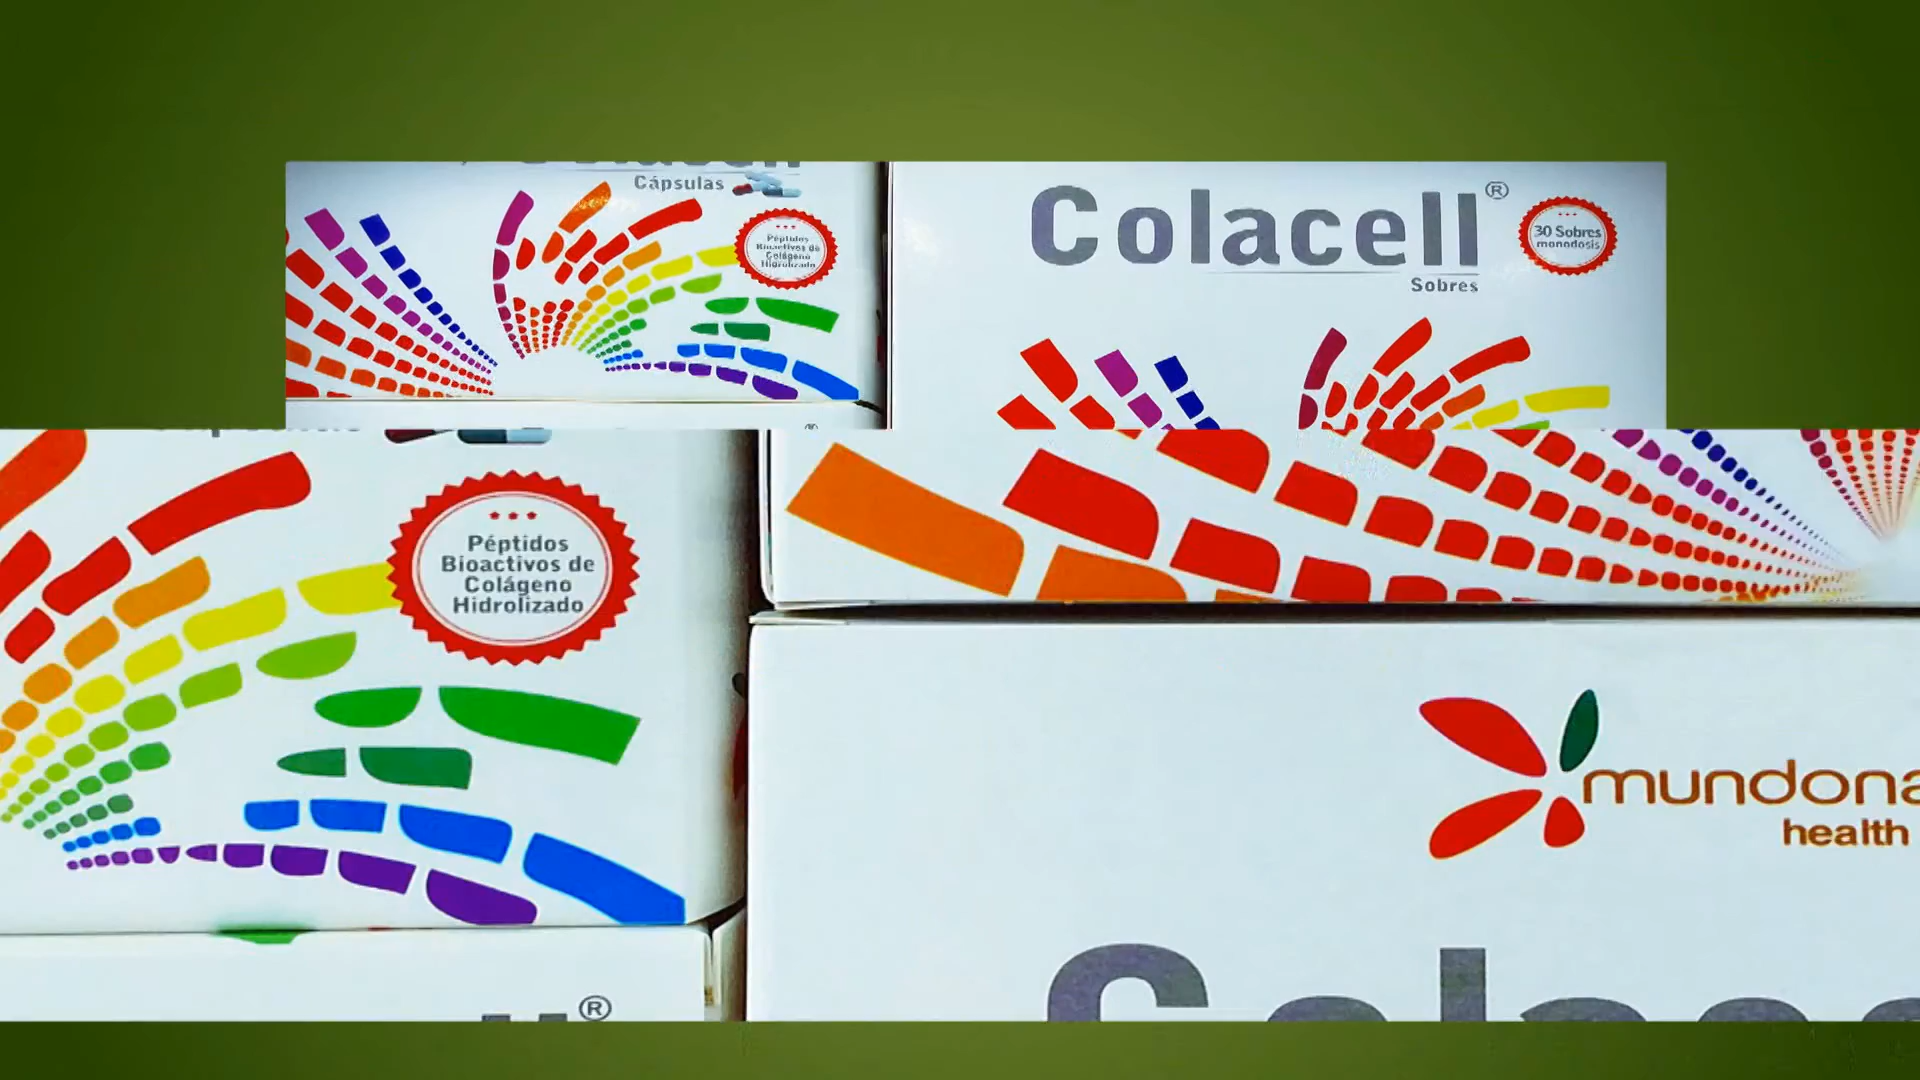 Cápsulas
Péptidos
Bioactivos de
Colágeno
Hidrolizado
Colacell®
Sobres
30 Sobres
monodosis
Péptidos
Bioactivos de
Colágeno
Hidrolizado
®
mundona
health